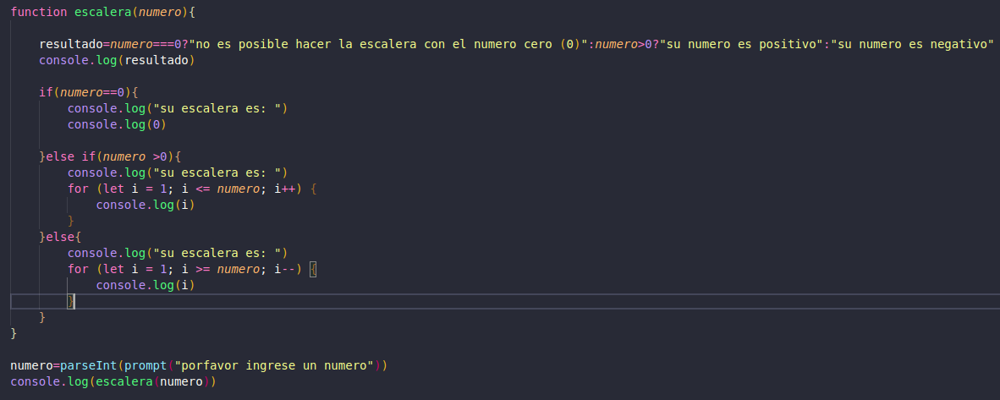 function escalera(numero){
resultado=numero===0?"no es posible hacer la escalera con el numero cero (0)":numero>0?"su numero es positivo":"su numero es negativo"
console.log(resultado)
if(numero==0){
console.log("su escalera es: ")
console.log(0)
}else if(numero >0){
console.log("su escalera es: ")
for (let i = 1; i <= numero; i++) {
console.log(i)
}
}else{
console.log("su escalera es: ")
for (let i = 1; i >= numero; i--) {
console.log(i)
}
}
}
numero=parseInt(prompt("porfavor ingrese un numero"))
console.log(escalera(numero))